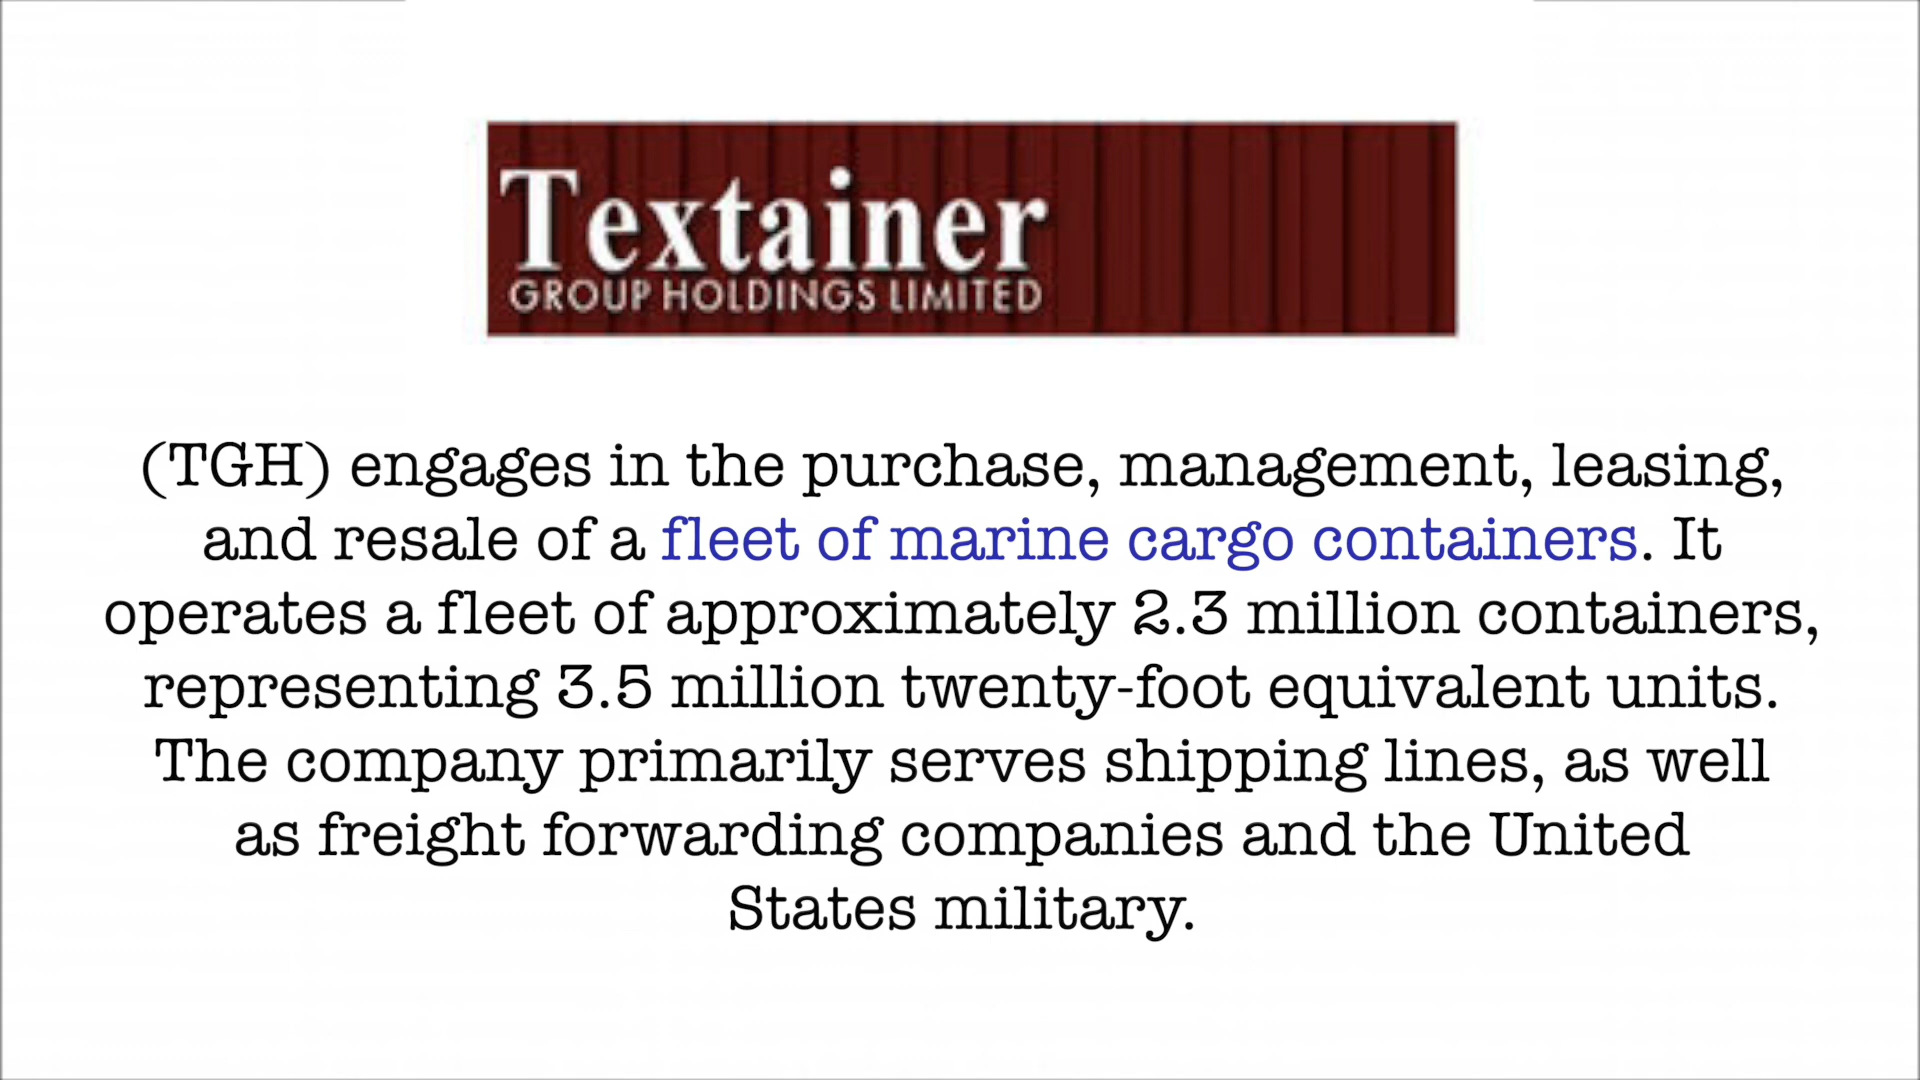 Textainer
GROUP HOLDINGS LIMITED
(TGH) engages in the purchase, management, leasing,
and resale of a fleet of marine cargo containers. It
operates a fleet of approximately 2.3 million containers,
representing 3.5 million twenty-foot equivalent units.
The company primarily serves shipping lines, as well
as freight forwarding companies and the United
States military.